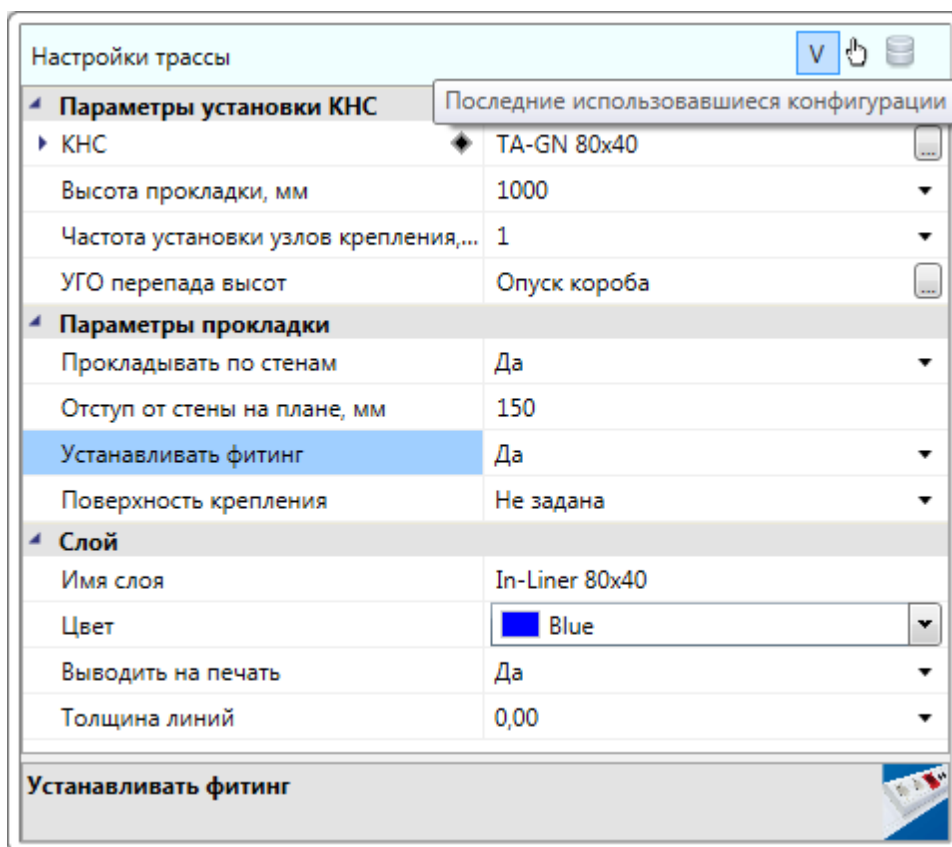 Настройки трассы
V
Последние использовавшиеся конфигурации
Параметры установки КНС
КНС TA-GN 80x40 ...
Высота прокладки, мм 1000
Частота установки узлов крепления,... 1
УГО перепада высот Опуск короба ...
Параметры прокладки
Прокладывать по стенам Да
Отступ от стены на плане, мм 150
Устанавливать фитинг Да
Поверхность крепления Не задана
Слой
Имя слоя In-Liner 80x40
Цвет Blue
Выводить на печать Да
Толщина линий 0,00
Устанавливать фитинг